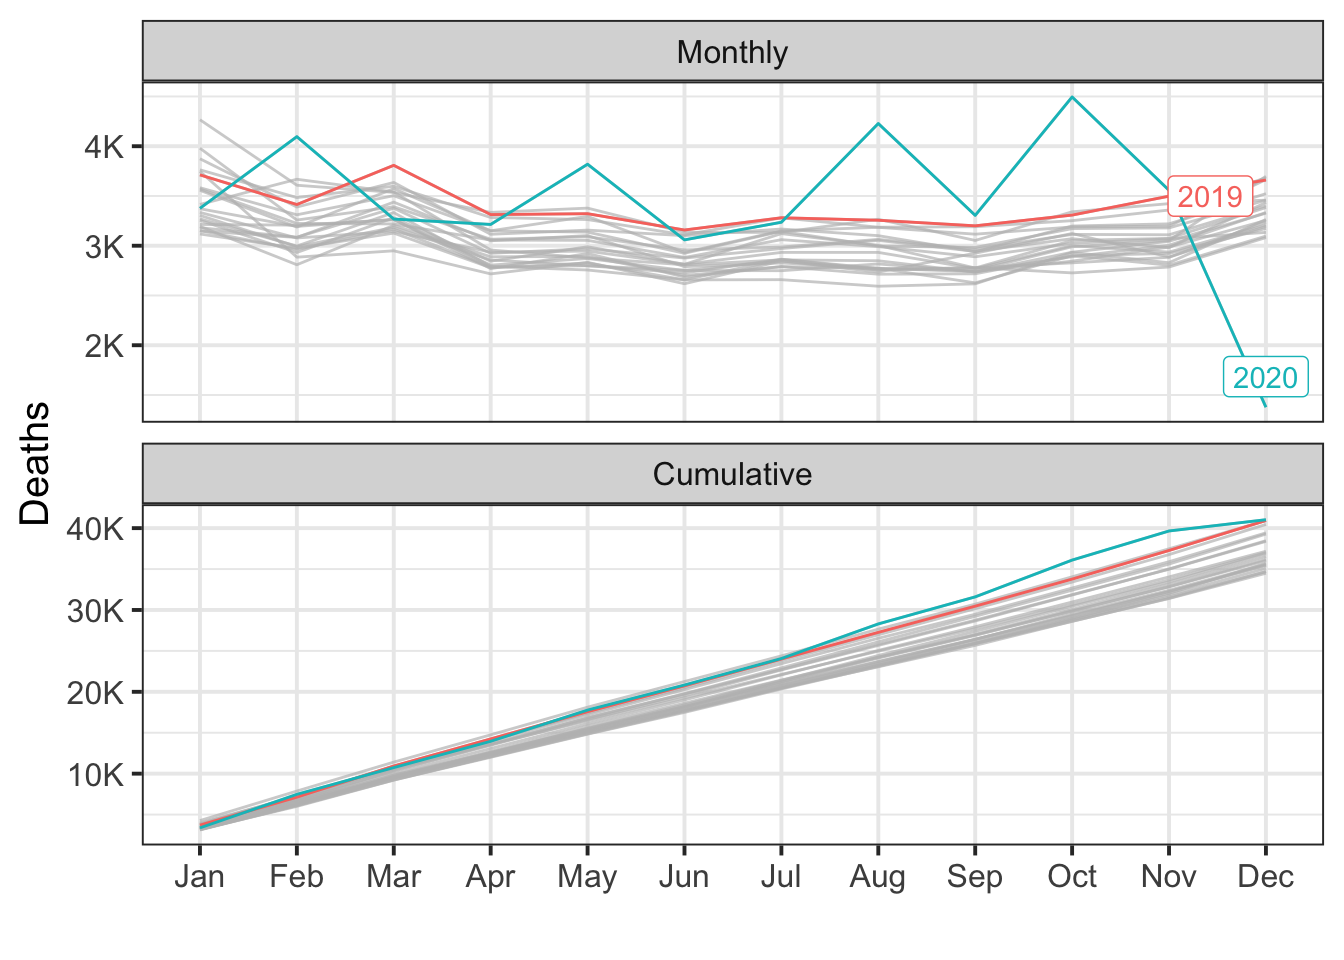 Monthly
4K
3K
2K
2019
2020
Deaths
Cumulative
40K
30K
20K
10K
Jan Feb Mar Apr May Jun Jul Aug Sep Oct Nov Dec